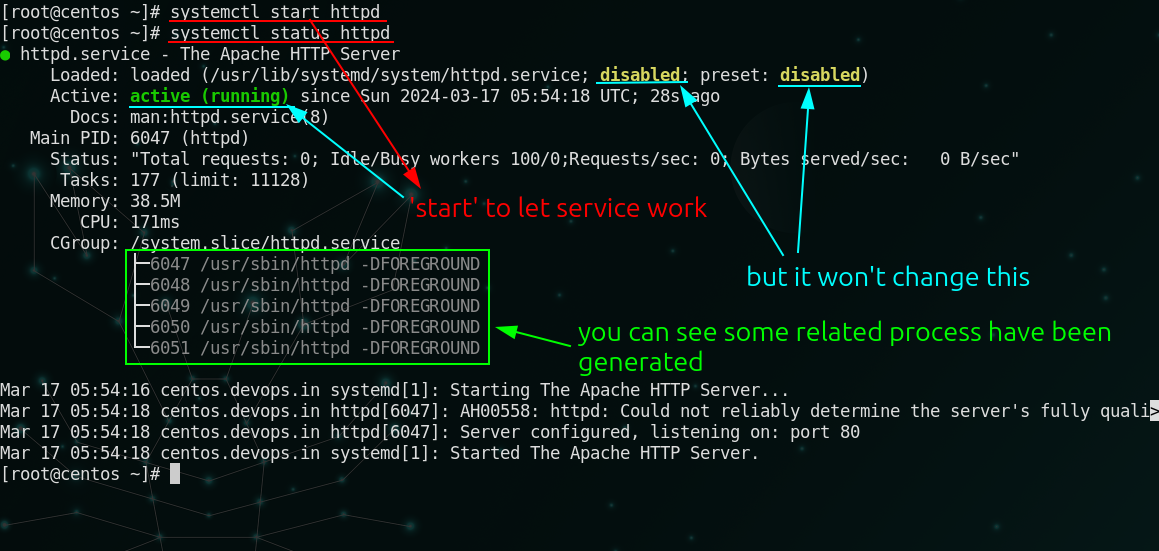 [root@centos ~]# systemctl start httpd
[root@centos ~]# systemctl status httpd
● httpd.service - The Apache HTTP Server
     Loaded: loaded (/usr/lib/systemd/system/httpd.service; disabled; preset: disabled)
     Active: active (running) since Sun 2024-03-17 05:54:18 UTC; 28s ago
       Docs: man:httpd.service(8)
   Main PID: 6047 (httpd)
     Status: "Total requests: 0; Idle/Busy workers 100/0;Requests/sec: 0; Bytes served/sec:   0 B/sec"
      Tasks: 177 (limit: 11128)
     Memory: 38.5M
'start' to let service work
        CPU: 171ms
     CGroup: /system.slice/httpd.service
             ├─6047 /usr/sbin/httpd -DFOREGROUND
but it won't change this
             ├─6048 /usr/sbin/httpd -DFOREGROUND
             ├─6049 /usr/sbin/httpd -DFOREGROUND
             ├─6050 /usr/sbin/httpd -DFOREGROUND
             └─6051 /usr/sbin/httpd -DFOREGROUND
you can see some related process have been
generated
Mar 17 05:54:16 centos.devops.in systemd[1]: Starting The Apache HTTP Server...
Mar 17 05:54:18 centos.devops.in httpd[6047]: AH00558: httpd: Could not reliably determine the server's fully quali>
Mar 17 05:54:18 centos.devops.in httpd[6047]: Server configured, listening on: port 80
Mar 17 05:54:18 centos.devops.in systemd[1]: Started The Apache HTTP Server.
[root@centos ~]#